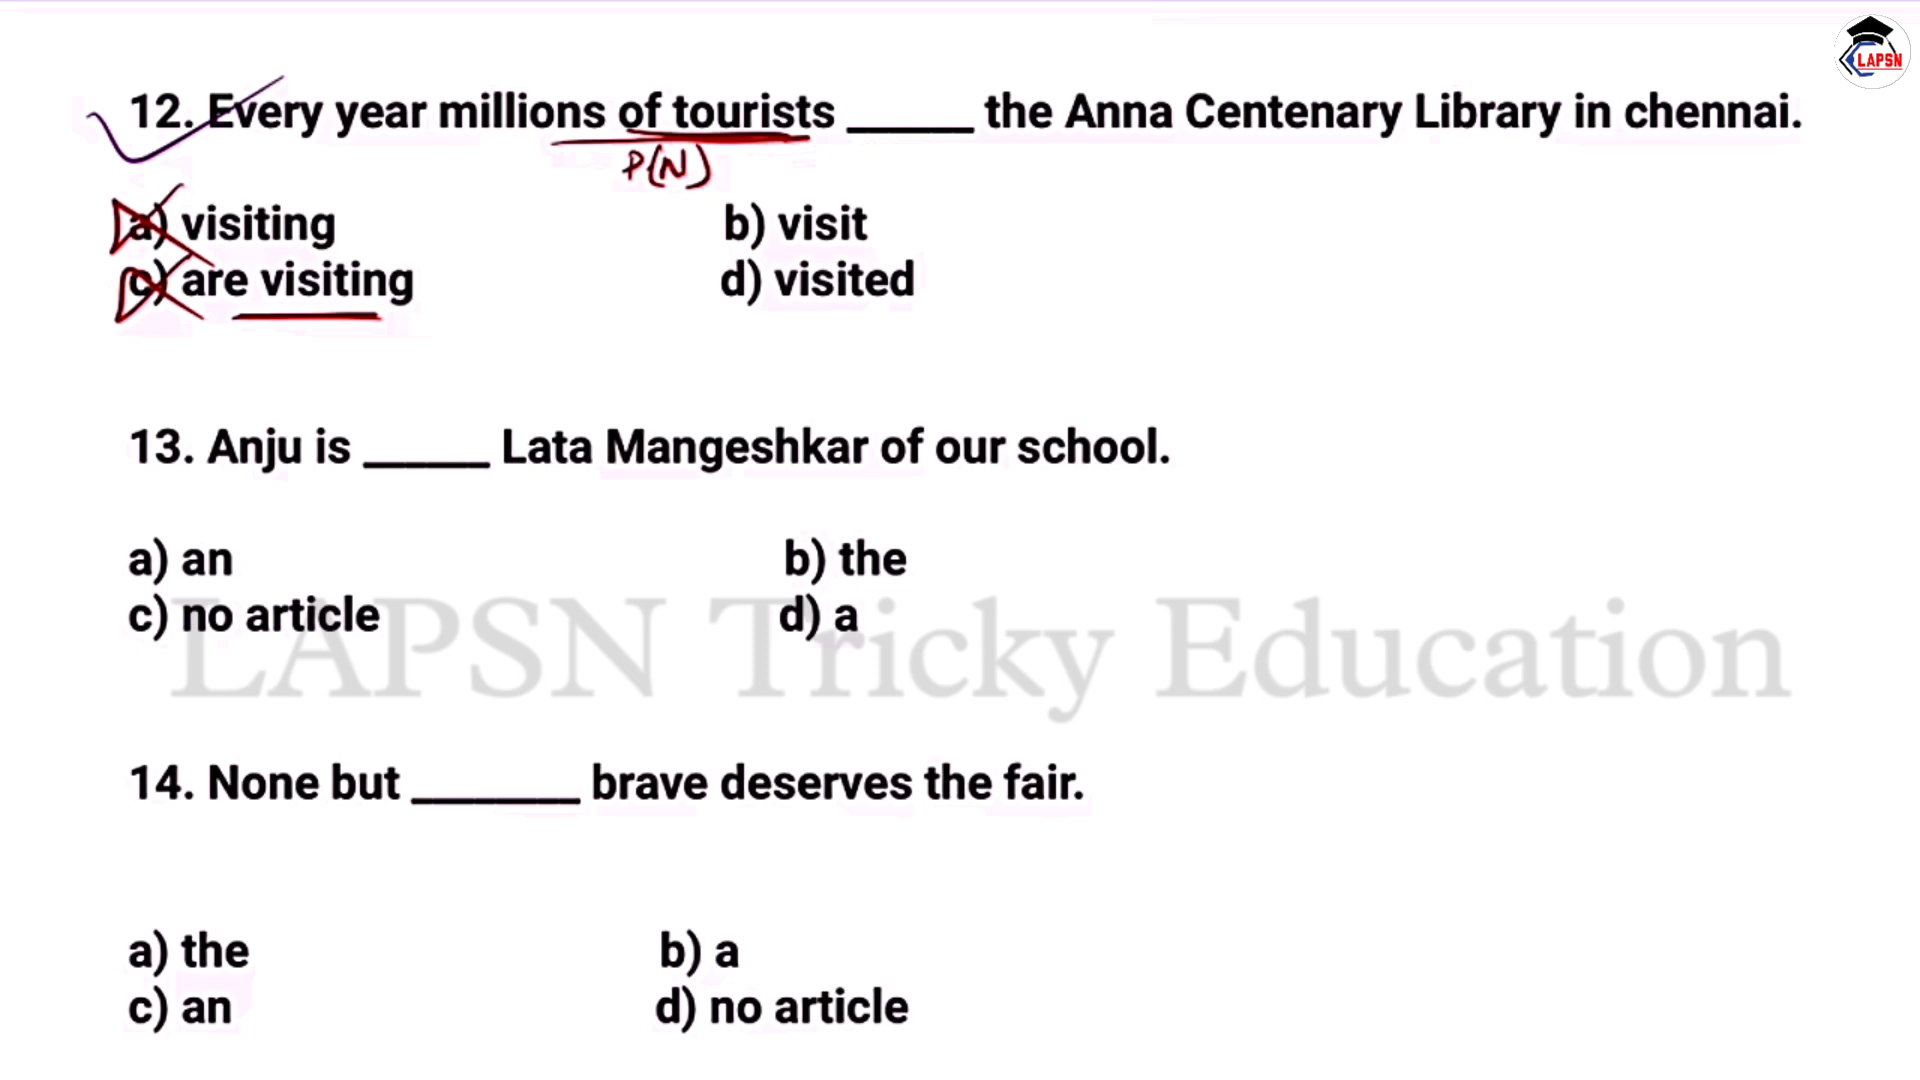 LAPSN
12. Every year millions of tourists ______ the Anna Centenary Library in chennai.
P(N)
a) visiting b) visit
c) are visiting d) visited
13. Anju is ______ Lata Mangeshkar of our school.
a) an b) the
c) no article d) a
LAPSN Tricky Education
14. None but ________ brave deserves the fair.
a) the b) a
c) an d) no article